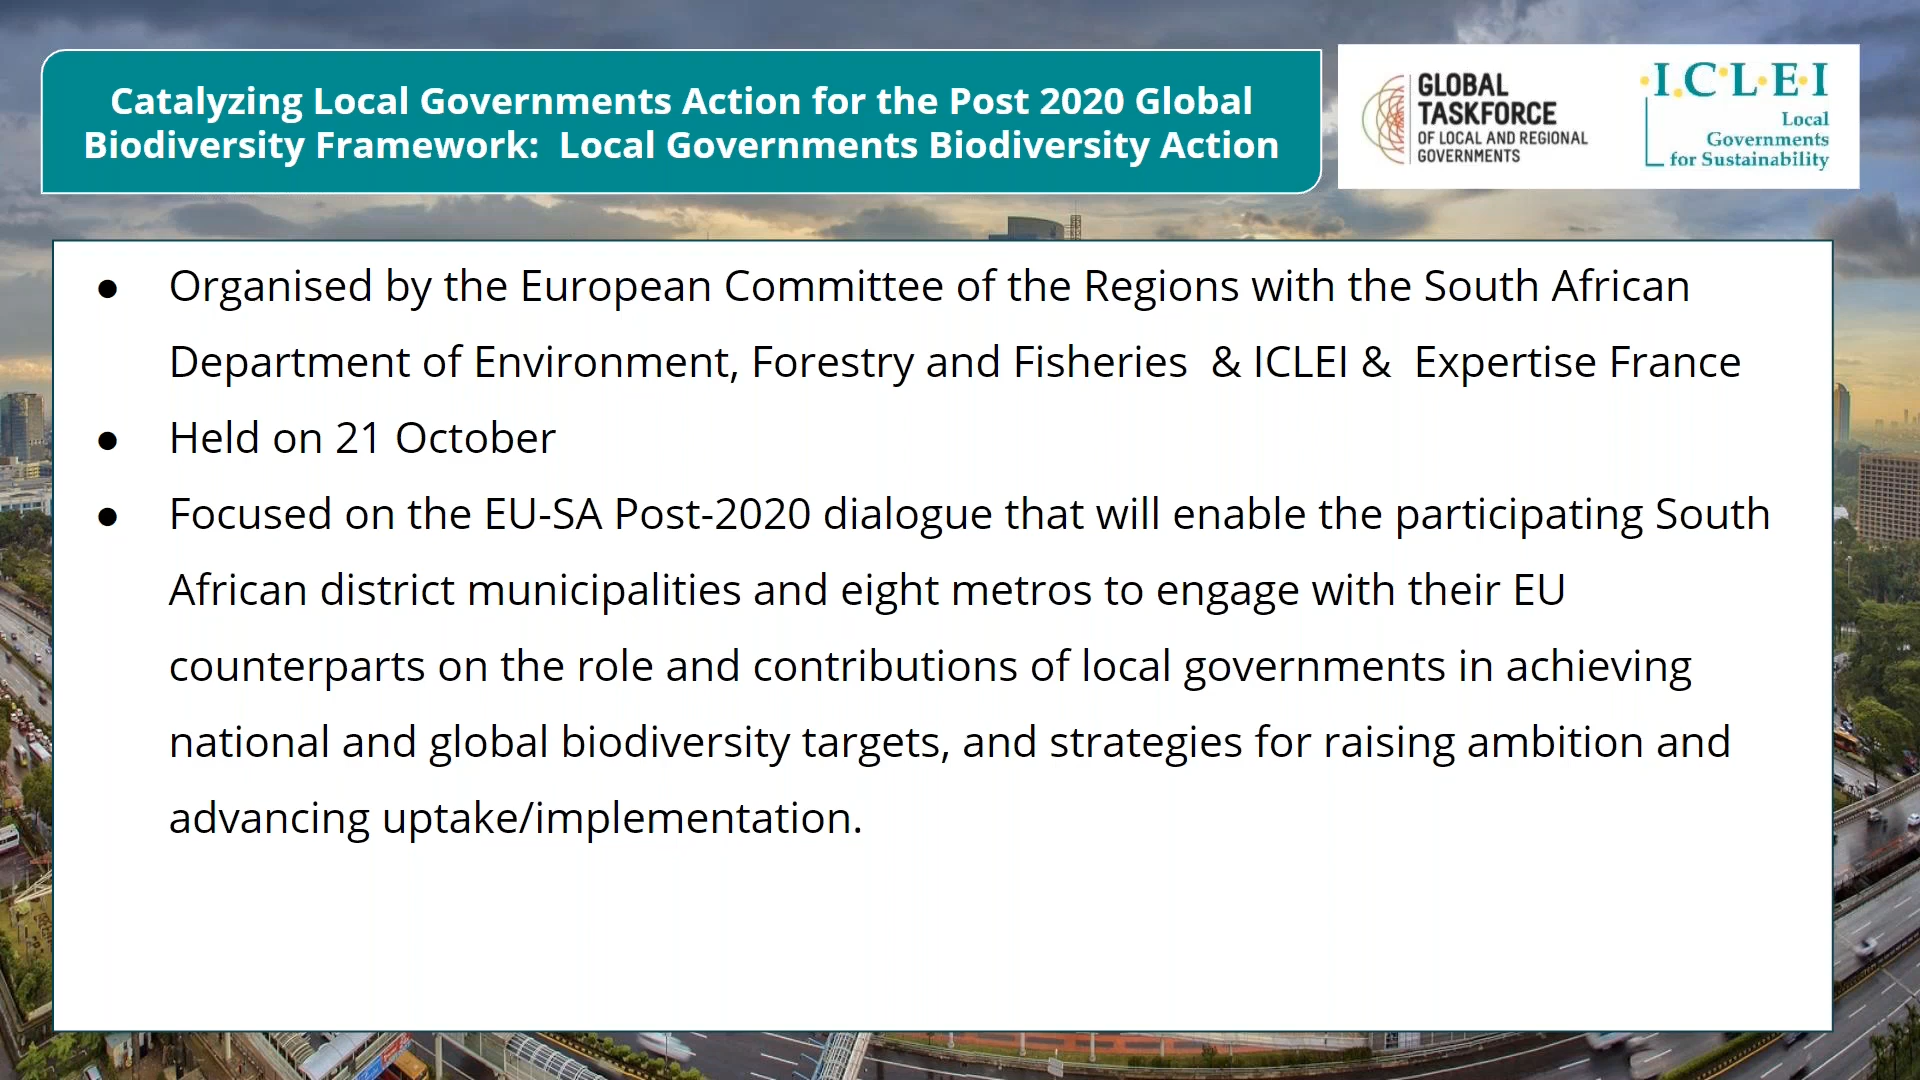 Catalyzing Local Governments Action for the Post 2020 Global
Biodiversity Framework:  Local Governments Biodiversity Action
GLOBAL
TASKFORCE
OF LOCAL AND REGIONAL
GOVERNMENTS
I.C.L.E.I
Local
Governments
for Sustainability
● Organised by the European Committee of the Regions with the South African
Department of Environment, Forestry and Fisheries  & ICLEI &  Expertise France
● Held on 21 October
● Focused on the EU-SA Post-2020 dialogue that will enable the participating South
African district municipalities and eight metros to engage with their EU
counterparts on the role and contributions of local governments in achieving
national and global biodiversity targets, and strategies for raising ambition and
advancing uptake/implementation.